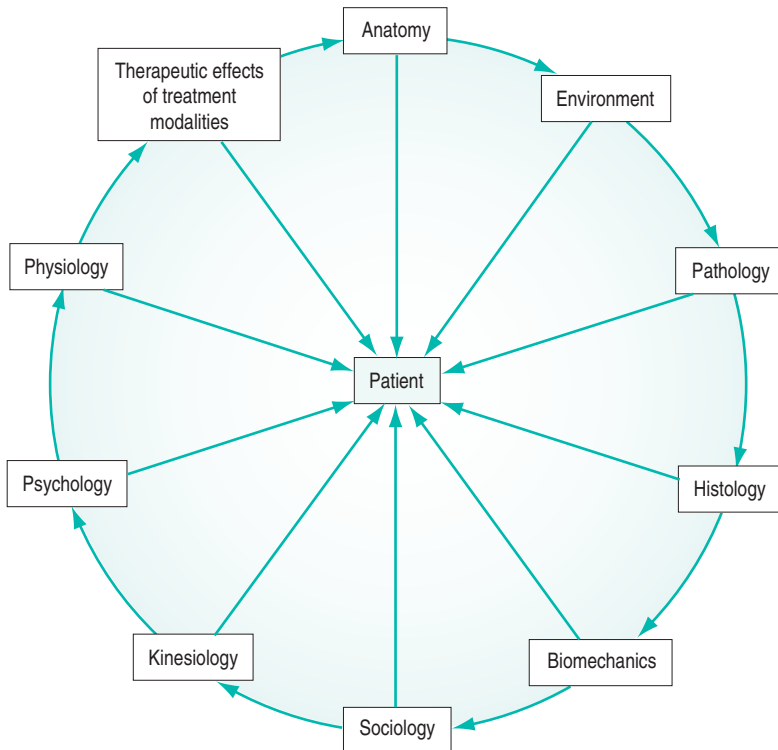 Anatomy
Therapeutic effects
of treatment
modalities
Environment
Physiology
Pathology
Patient
Psychology
Histology
Kinesiology
Biomechanics
Sociology